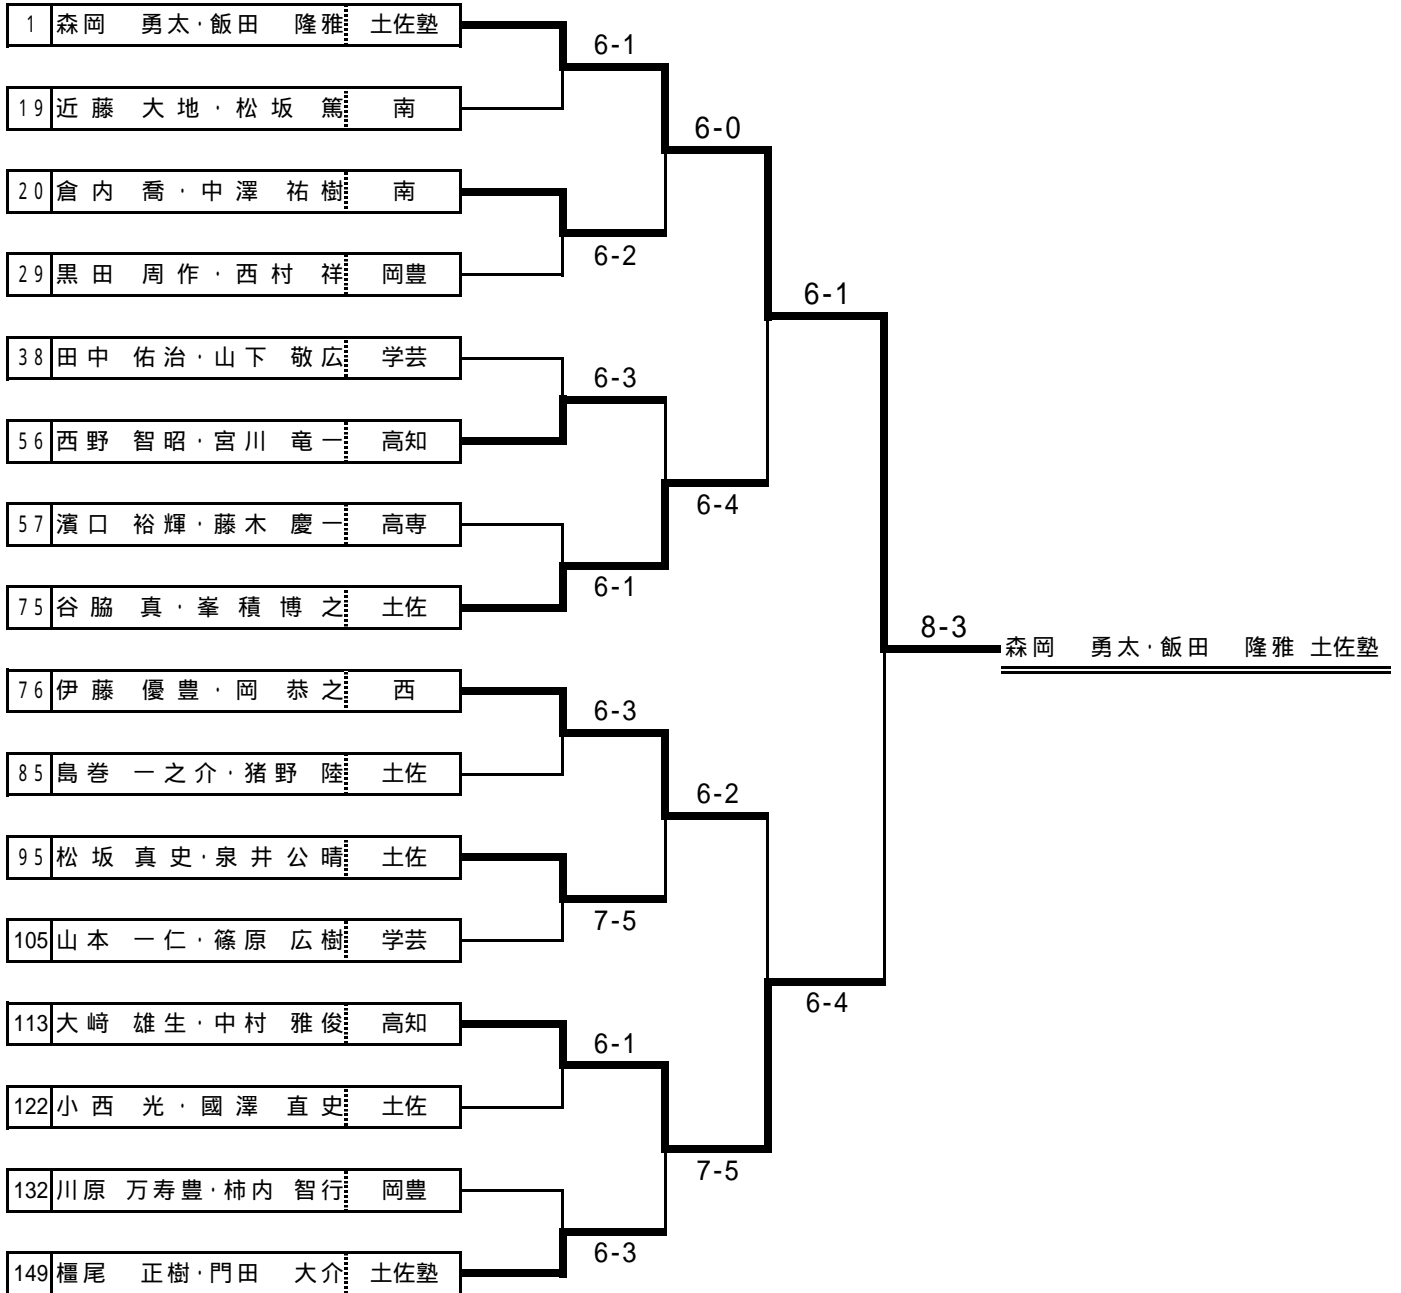 1 森岡 勇太・飯田 隆雅 土佐塾
6-1
19 近藤 大地・松坂 篤 南
6-0
20 倉内 喬・中澤 祐樹 南
6-2
29 黒田 周作・西村 祥 岡豊
6-1
38 田中 佑治・山下 敬広 学芸
6-3
56 西野 智昭・宮川 竜一 高知
6-4
57 濱口 裕輝・藤木 慶一 高専
6-1
75 谷脇 真・峯積博之 土佐
8-3
森岡 勇太・飯田 隆雅 土佐塾
76 伊藤 優豊・岡 恭之 西
6-3
85 島巻 一之介・猪野 陸 土佐
6-2
95 松坂 真史・泉井公晴 土佐
7-5
105 山本 一仁・篠原 広樹 学芸
6-4
113 大﨑 雄生・中村 雅俊 高知
6-1
122 小西 光・國澤 直史 土佐
7-5
132 川原 万寿豊・柿内 智行 岡豊
6-3
149 橿尾 正樹・門田 大介 土佐塾